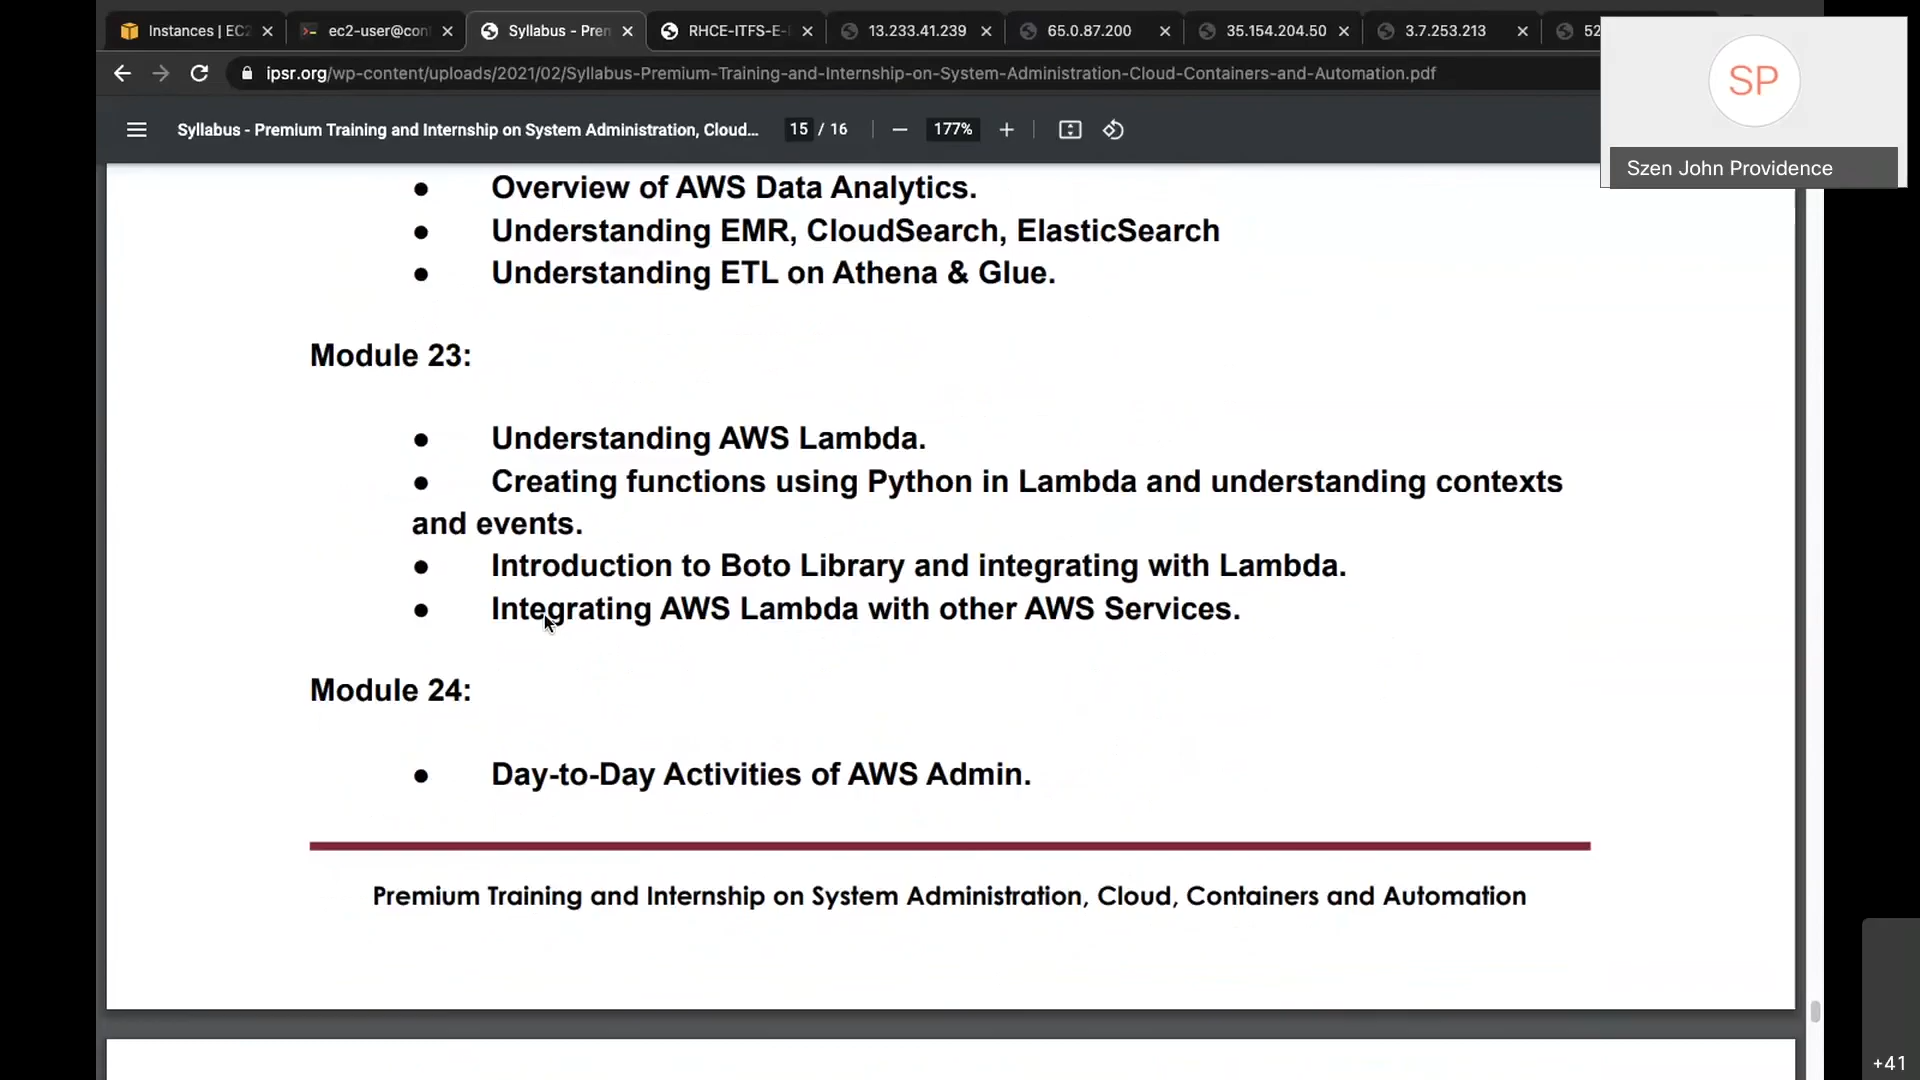 Instances | EC2
ec2-user@con
Syllabus - Pren
RHCE-ITFS-E-
13.233.41.239
65.0.87.200
35.154.204.50
3.7.253.213
52
ipsr.org/wp-content/uploads/2021/02/Syllabus-Premium-Training-and-Internship-on-System-Administration-Cloud-Containers-and-Automation.pdf
Syllabus - Premium Training and Internship on System Administration, Cloud...
15 / 16
177%
SP
Szen John Providence
● Overview of AWS Data Analytics.
● Understanding EMR, CloudSearch, ElasticSearch
● Understanding ETL on Athena & Glue.
Module 23:
● Understanding AWS Lambda.
● Creating functions using Python in Lambda and understanding contexts
and events.
● Introduction to Boto Library and integrating with Lambda.
● Integrating AWS Lambda with other AWS Services.
Module 24:
● Day-to-Day Activities of AWS Admin.
Premium Training and Internship on System Administration, Cloud, Containers and Automation
+41